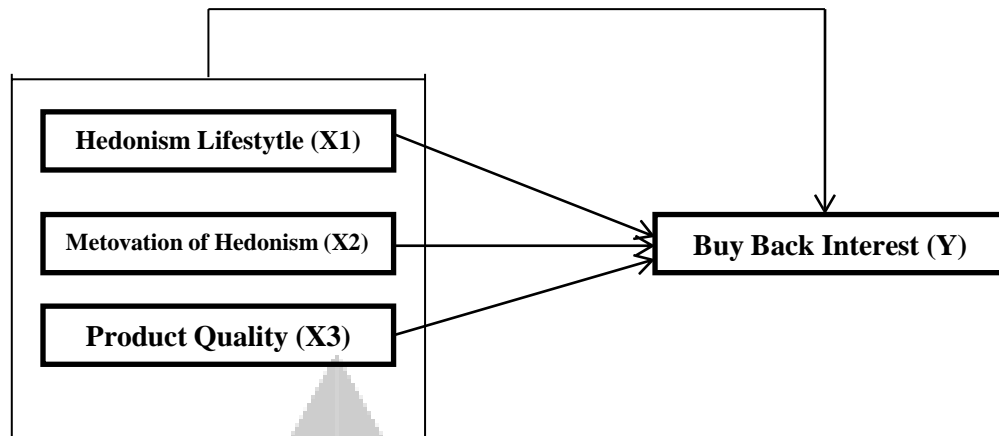 Hedonism Lifestytle (X1)
Metovation of Hedonism (X2)
Buy Back Interest (Y)
Product Quality (X3)